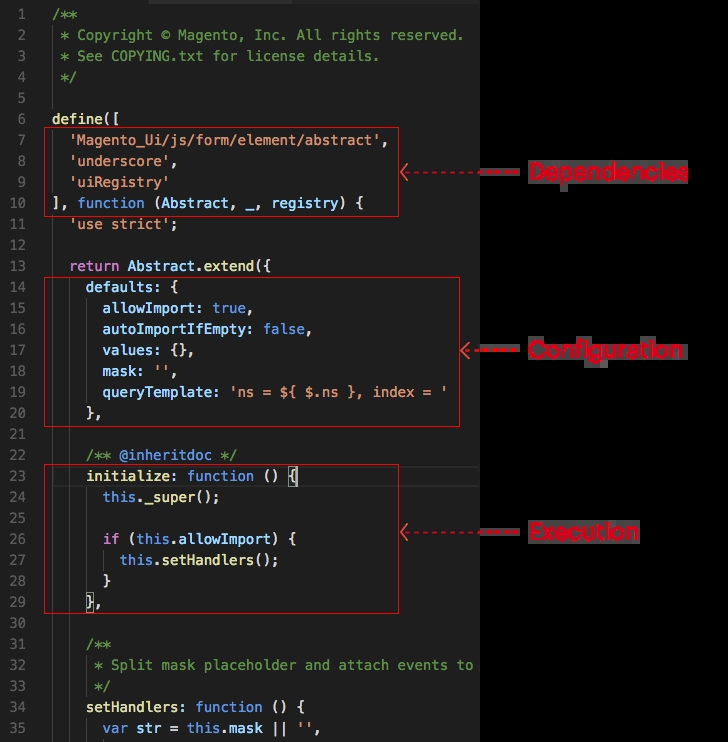 1 /**
2 * Copyright © Magento, Inc. All rights reserved.
3 * See COPYING.txt for license details.
4 */
5
6 define([
7 'Magento_Ui/js/form/element/abstract',
8 'underscore',
9 'uiRegistry'
Dependencies
10 ], function (Abstract, _, registry) {
11 'use strict';
12
13 return Abstract.extend({
14 defaults: {
15 allowImport: true,
16 autoImportIfEmpty: false,
17 values: {},
Configuration
18 mask: '',
19 queryTemplate: 'ns = ${ $.ns }, index = '
20 },
21
22 /** @inheritdoc */
23 initialize: function () {
24 this._super();
25
26 if (this.allowImport) {
Execution
27 this.setHandlers();
28 }
29 },
30
31 /**
32 * Split mask placeholder and attach events to
33 */
34 setHandlers: function () {
35 var str = this.mask || '',